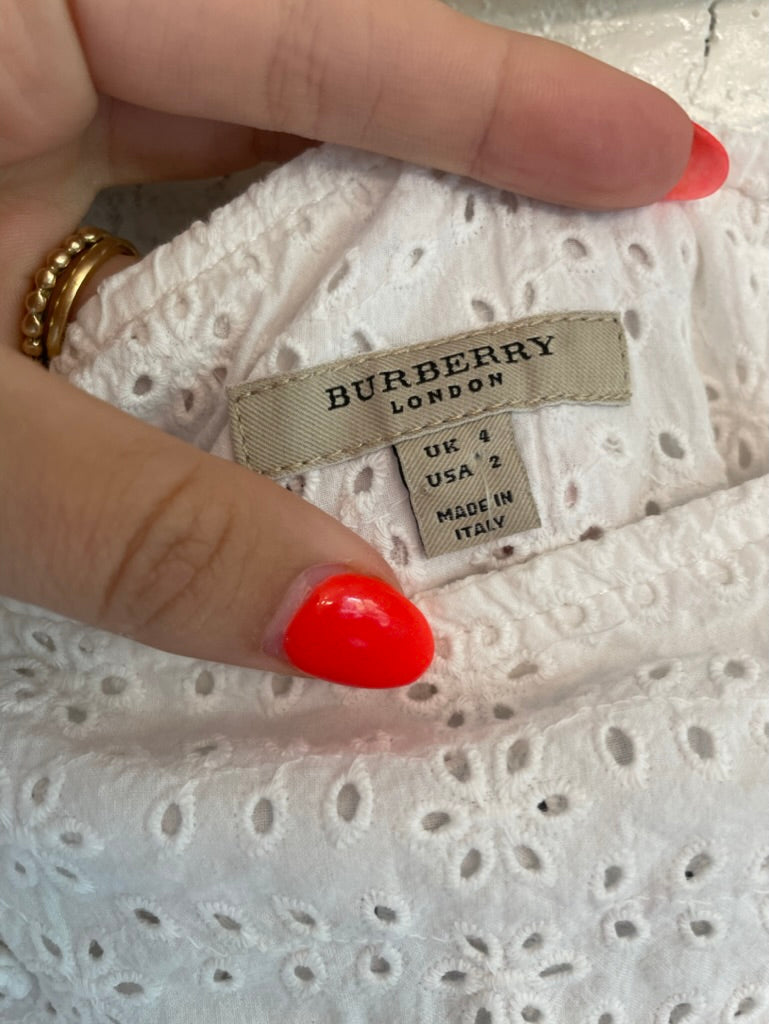 BURBERRY
LONDON
UK 4
USA 2
MADE IN
ITALY